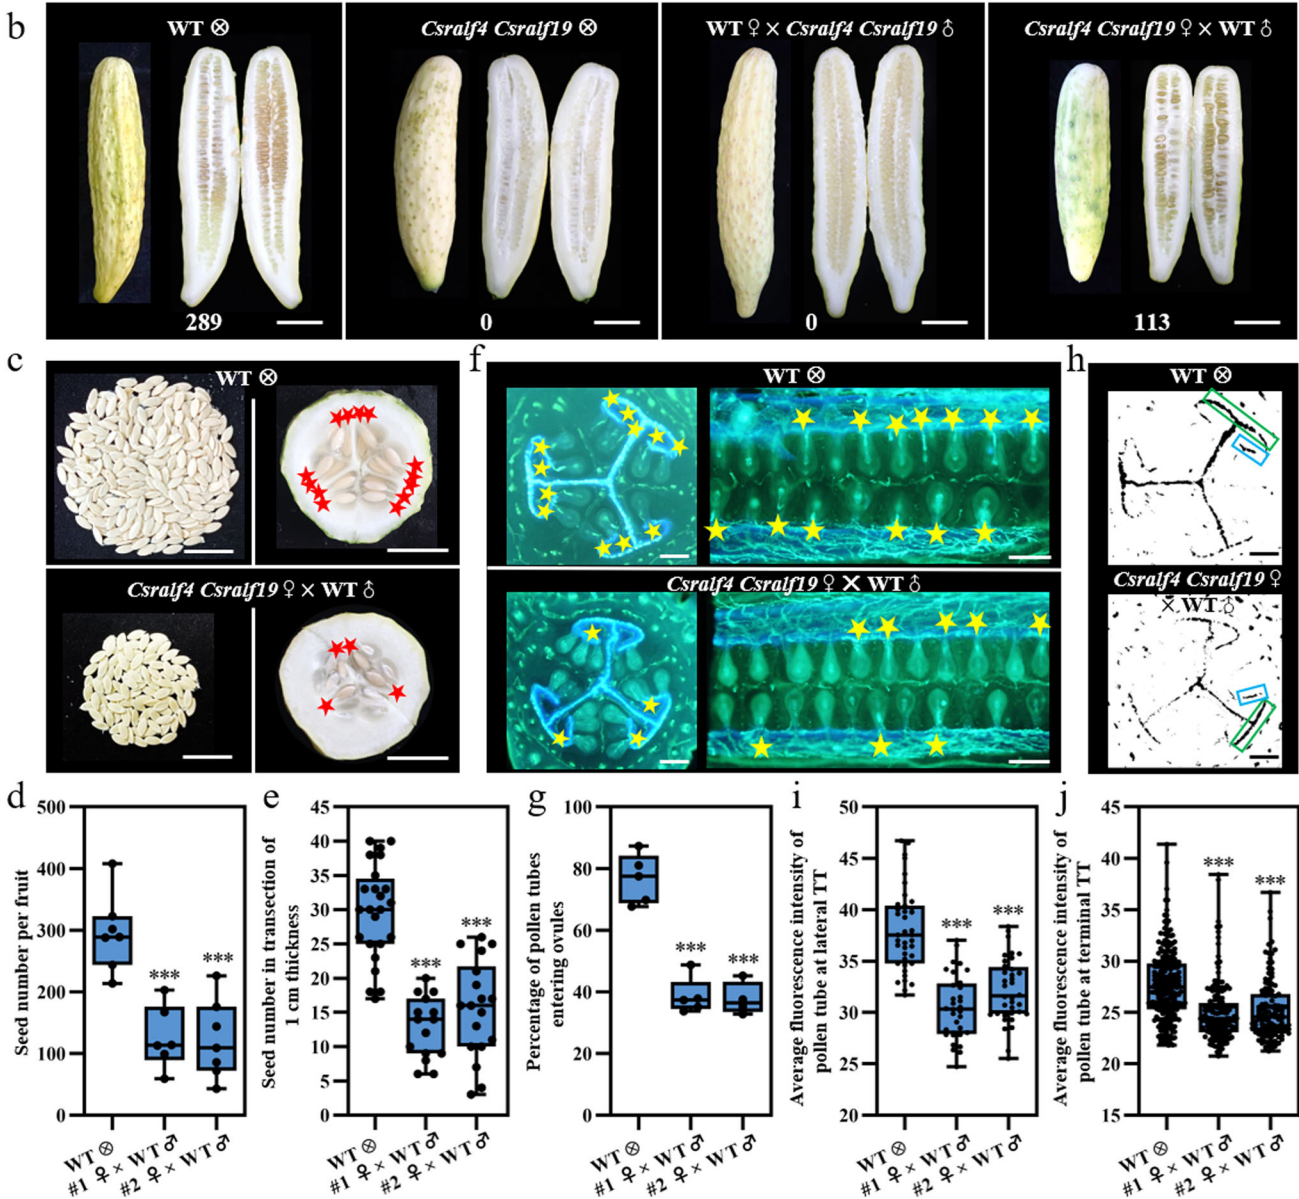 b
WT ⊗
Csralf4 Csralf19 ⊗
WT ♀ × Csralf4 Csralf19 ♂
Csralf4 Csralf19 ♀ × WT ♂
289
0
0
113
c
WT ⊗
Csralf4 Csralf19 ♀ × WT ♂
f
WT ⊗
Csralf4 Csralf19 ♀ × WT ♂
h
WT ⊗
Csralf4 Csralf19 ♀
× WT ♂
d
Seed number per fruit
500
400
300
200
100
0
***
***
WT ⊗
#1 ♀ × WT ♂
#2 ♀ × WT ♂
e
Seed number in transection of
1 cm thickness
45
40
35
30
25
20
15
10
5
0
***
***
WT ⊗
#1 ♀ × WT ♂
#2 ♀ × WT ♂
g
Percentage of pollen tubes
entering ovules
100
80
60
40
20
0
***
***
WT ⊗
#1 ♀ × WT ♂
#2 ♀ × WT ♂
i
Average fluorescence intensity of
pollen tube at lateral TT
50
45
40
35
30
25
20
***
***
WT ⊗
#1 ♀ × WT ♂
#2 ♀ × WT ♂
j
Average fluorescence intensity of
pollen tube at terminal TT
45
40
35
30
25
20
15
***
***
WT ⊗
#1 ♀ × WT ♂
#2 ♀ × WT ♂